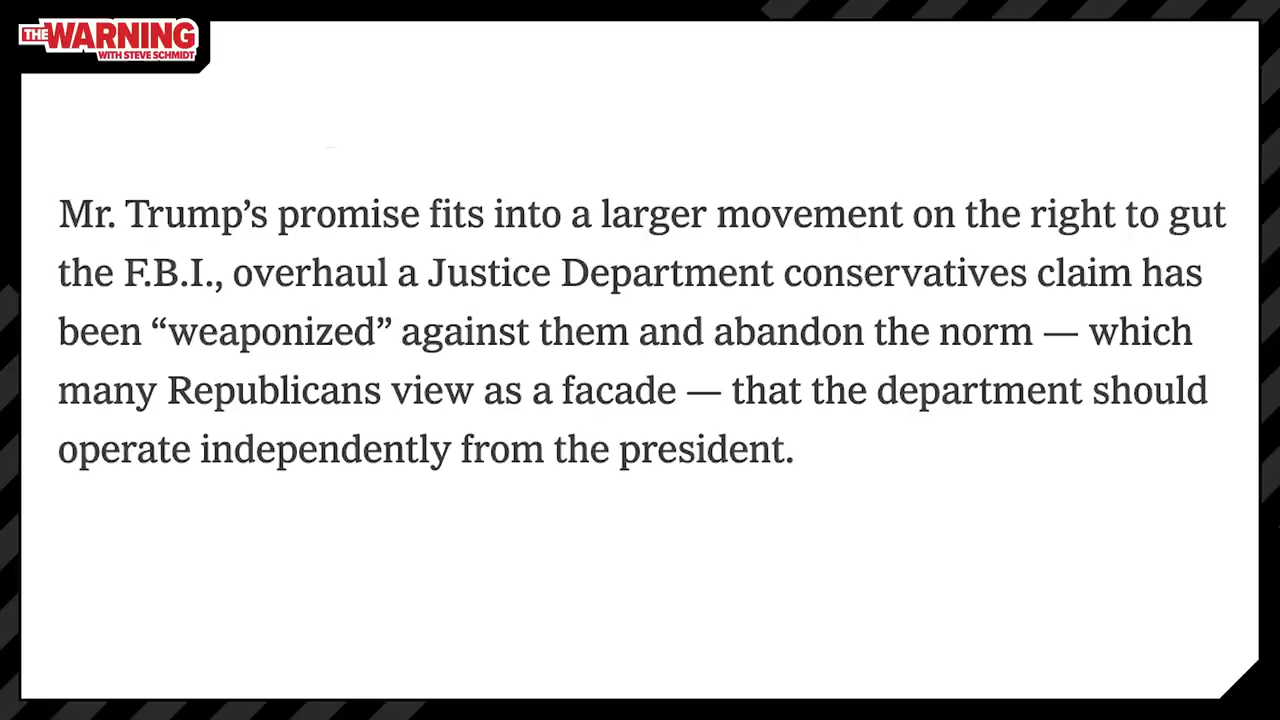 THE WARNING
WITH STEVE SCHMIDT
Mr. Trump’s promise fits into a larger movement on the right to gut
the F.B.I., overhaul a Justice Department conservatives claim has
been “weaponized” against them and abandon the norm — which
many Republicans view as a facade — that the department should
operate independently from the president.